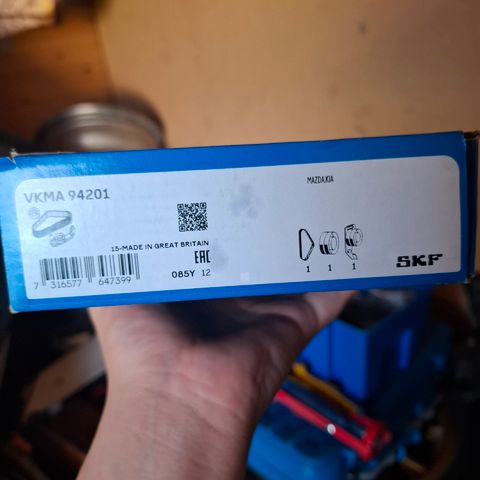 VKMA 94201
MAZDA,KIA
15-MADE IN GREAT BRITAIN
EAC
085Y 12
7 316577 647399
1 1 1
SKF